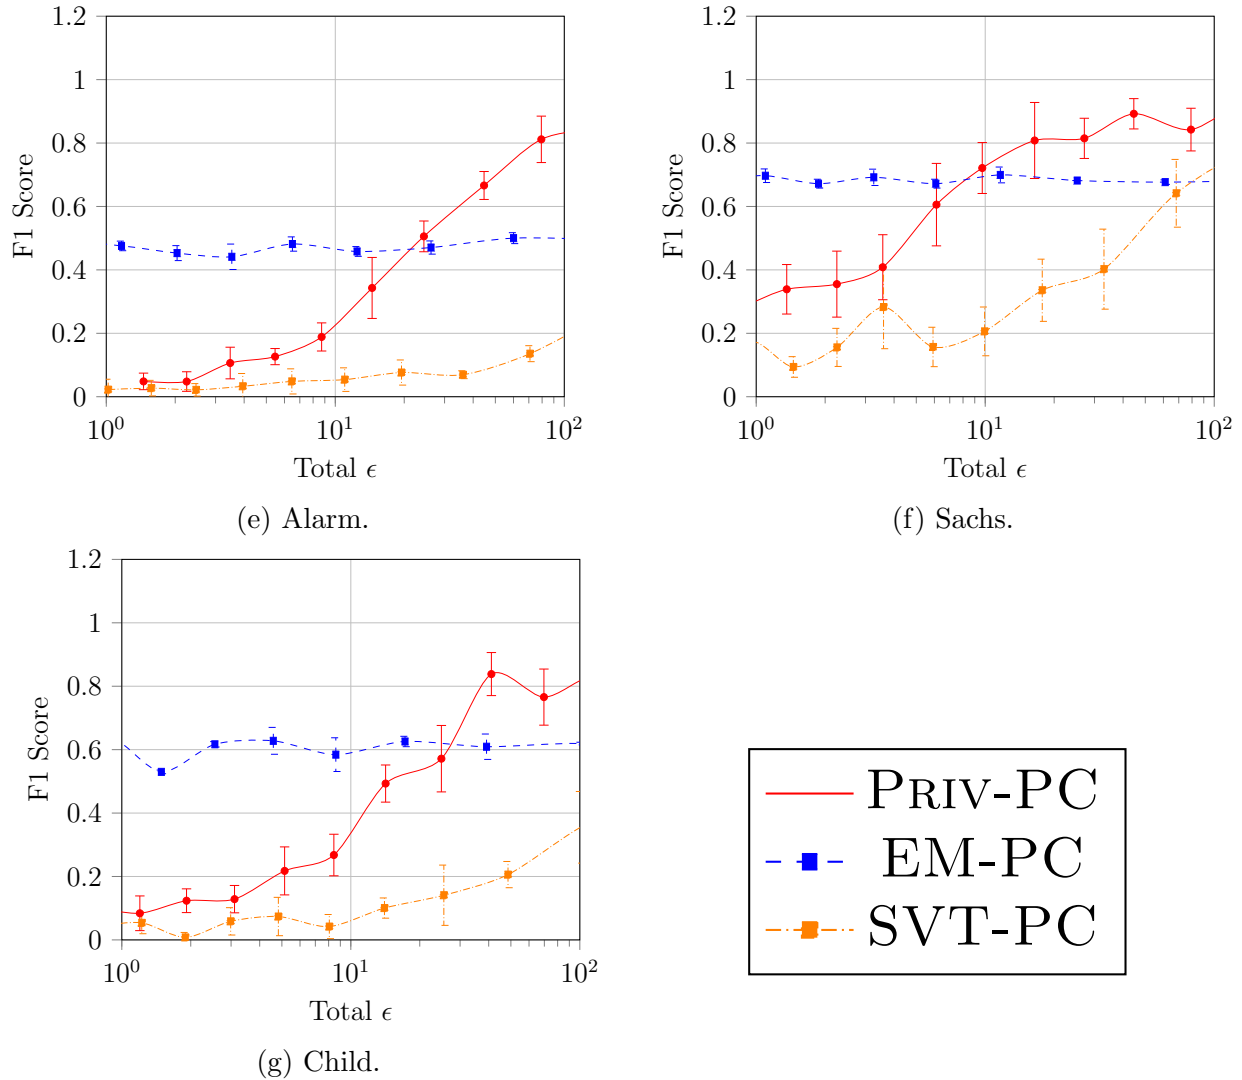 1.2
1
0.8
0.6
0.4
0.2
0
F1 Score
10^0 10^1 10^2
Total ϵ
(e) Alarm.
1.2
1
0.8
0.6
0.4
0.2
0
F1 Score
10^0 10^1 10^2
Total ϵ
(f) Sachs.
1.2
1
0.8
0.6
0.4
0.2
0
F1 Score
10^0 10^1 10^2
Total ϵ
(g) Child.
PRIV-PC
EM-PC
SVT-PC